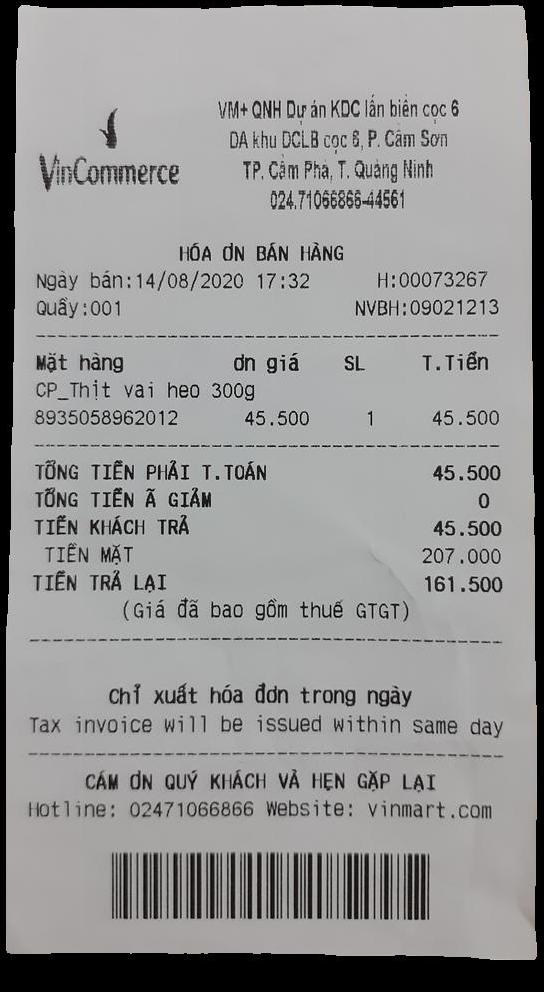 VinCommerce
VM+ QNH Dự án KDC lấn biên cọc 6
DA khu DCLB cọc 6, P. Cẩm Sơn
TP. Cẩm Phả, T. Quảng Ninh
024.71066866-44561
HÓA ƠN BÁN HÀNG
Ngày bán:14/08/2020 17:32 H:00073267
Quầy:001 NVBH:09021213
Mặt hàng ơn giá SL T.Tiền
CP_Thịt vai heo 300g
8935058962012 45.500 1 45.500
TỔNG TIỀN PHẢI T.TOÁN 45.500
TỔNG TIỀN Ã GIẢM 0
TIỀN KHÁCH TRẢ 45.500
TIỀN MẶT 207.000
TIỀN TRẢ LẠI 161.500
(Giá đã bao gồm thuế GTGT)
Chỉ xuất hóa đơn trong ngày
Tax invoice will be issued within same day
CẢM ƠN QUÝ KHÁCH VÀ HẸN GẶP LẠI
Hotline: 02471066866 Website: vinmart.com